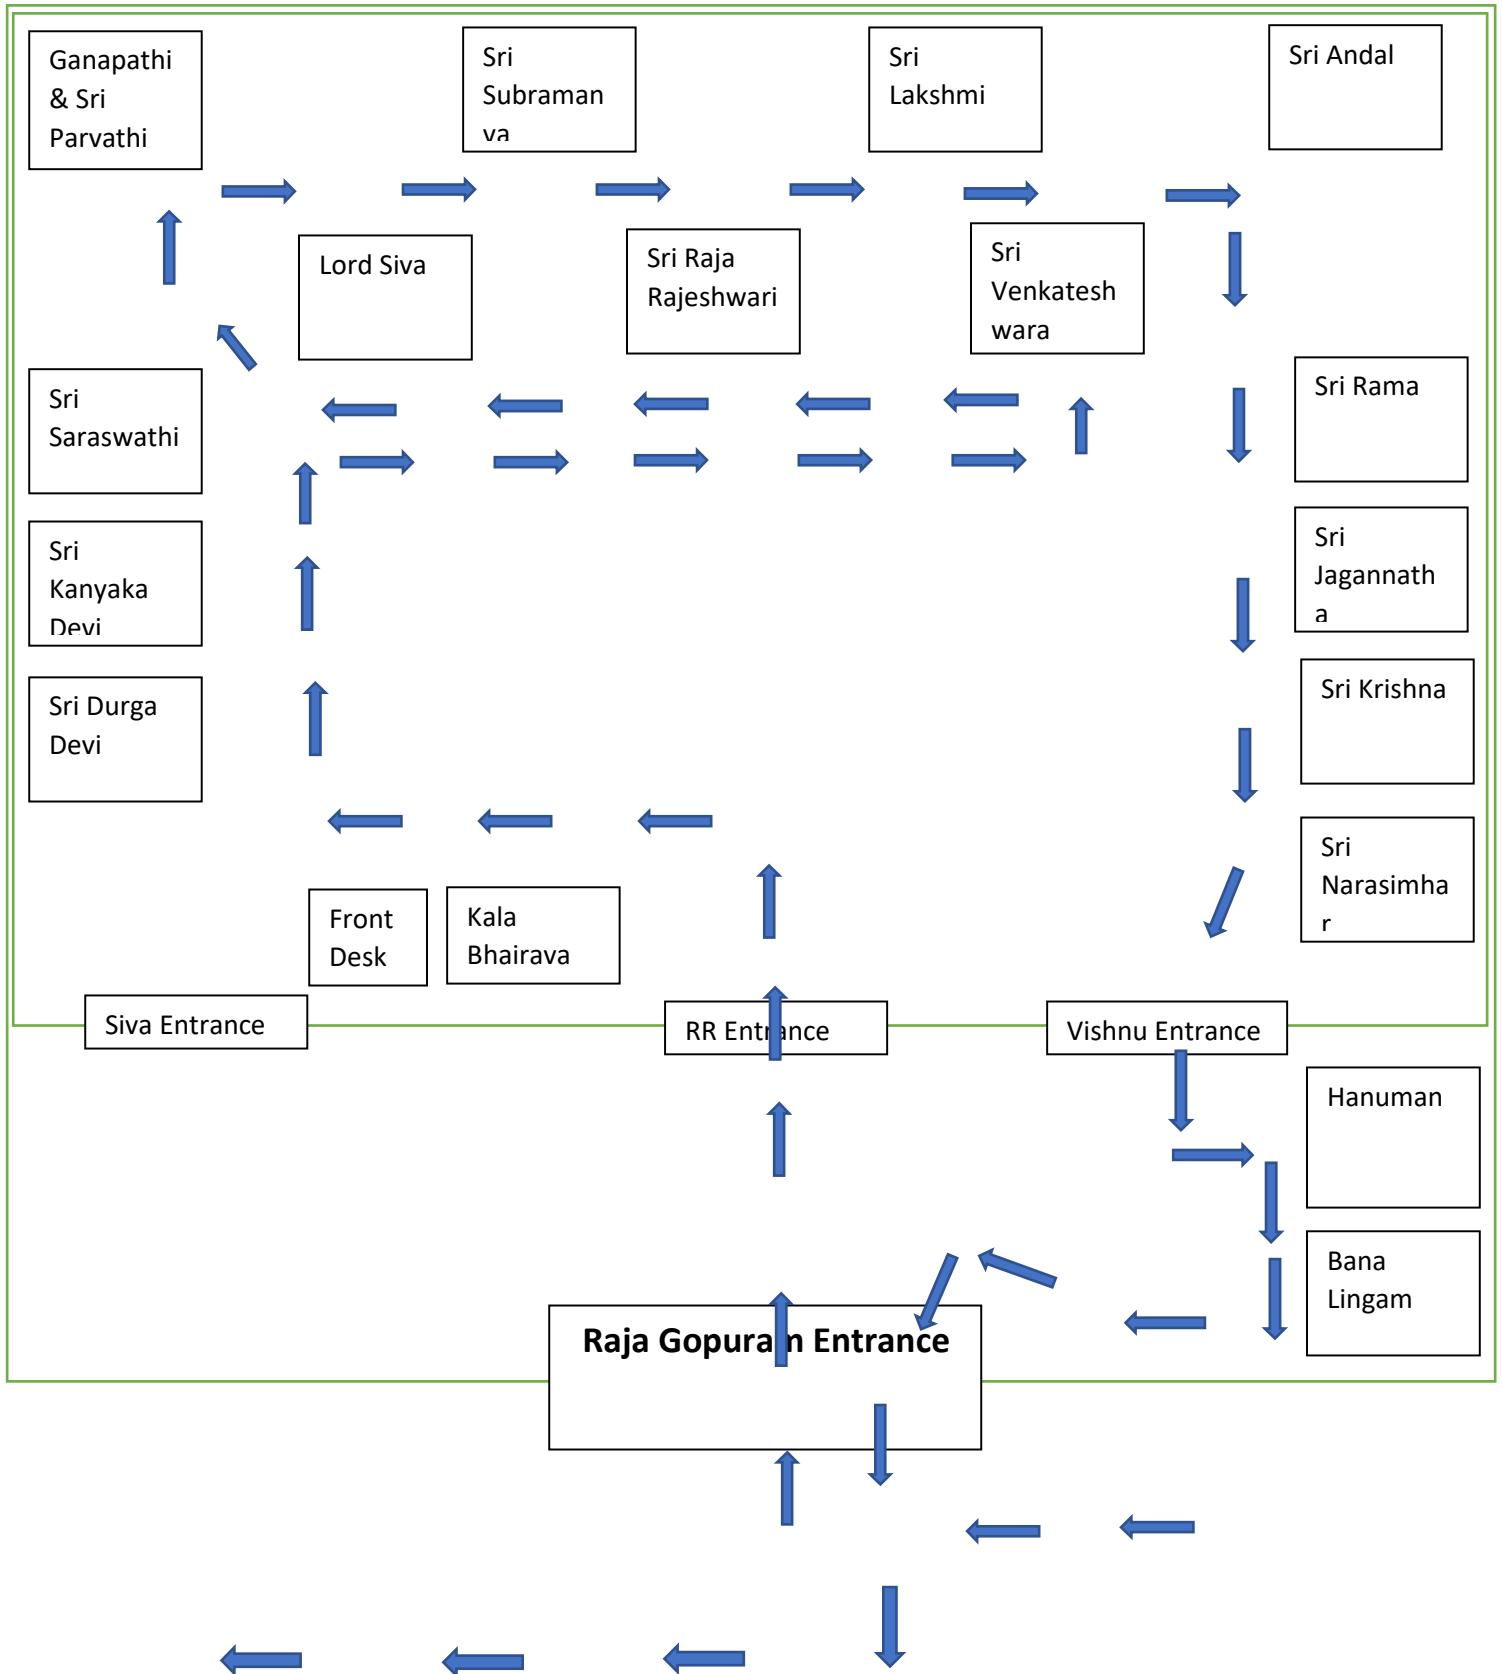 Ganapathi
& Sri
Parvathi
Sri
Subraman
ya
Sri
Lakshmi
Sri Andal
Lord Siva
Sri Raja
Rajeshwari
Sri
Venkatesh
wara
Sri
Saraswathi
Sri Rama
Sri
Kanyaka
Devi
Sri
Jagannath
a
Sri Durga
Devi
Sri Krishna
Sri
Narasimha
r
Front
Desk
Kala
Bhairava
Siva Entrance
RR Entrance
Vishnu Entrance
Hanuman
Bana
Lingam
Raja Gopuram Entrance